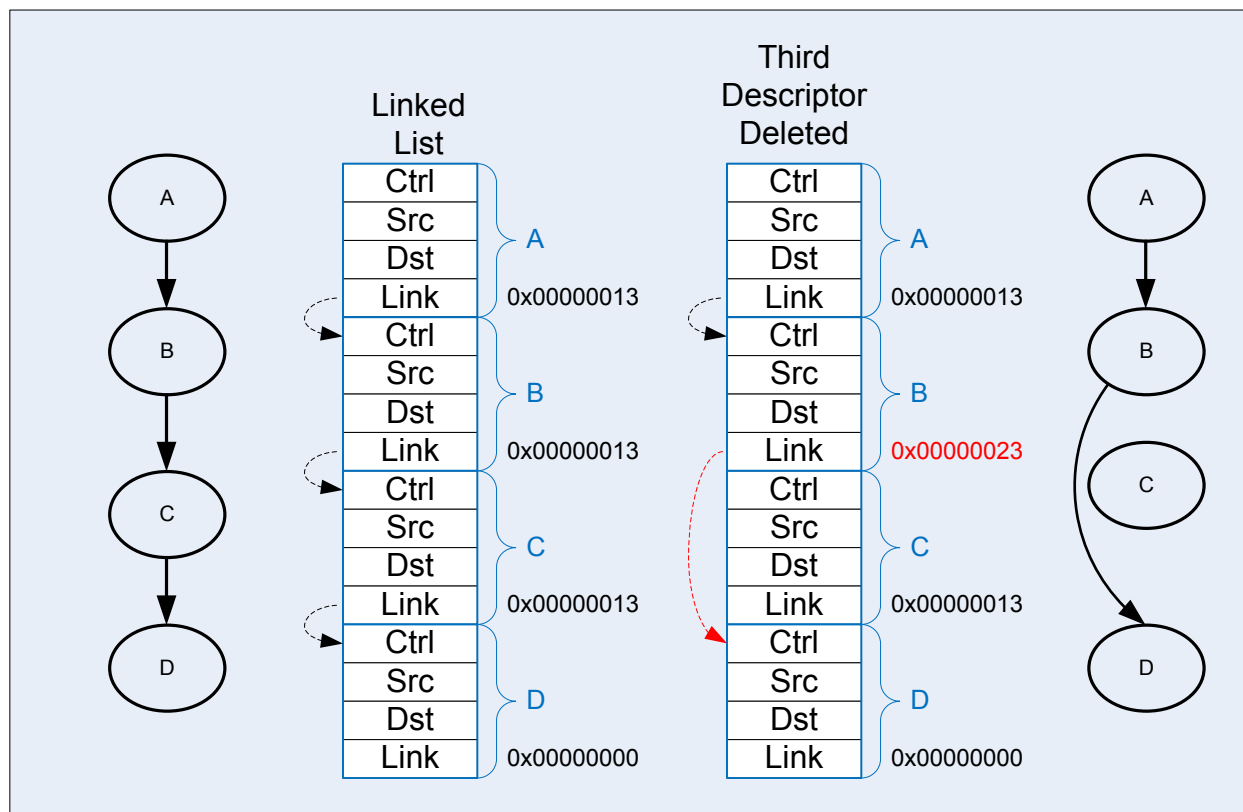 Linked
List
Third
Descriptor
Deleted
A
B
C
D
Ctrl
Src
Dst
Link
0x00000013
A
Ctrl
Src
Dst
Link
0x00000013
B
Ctrl
Src
Dst
Link
0x00000013
C
Ctrl
Src
Dst
Link
0x00000000
D
Ctrl
Src
Dst
Link
0x00000013
A
Ctrl
Src
Dst
Link
0x00000023
B
Ctrl
Src
Dst
Link
0x00000013
C
Ctrl
Src
Dst
Link
0x00000000
D
A
B
C
D